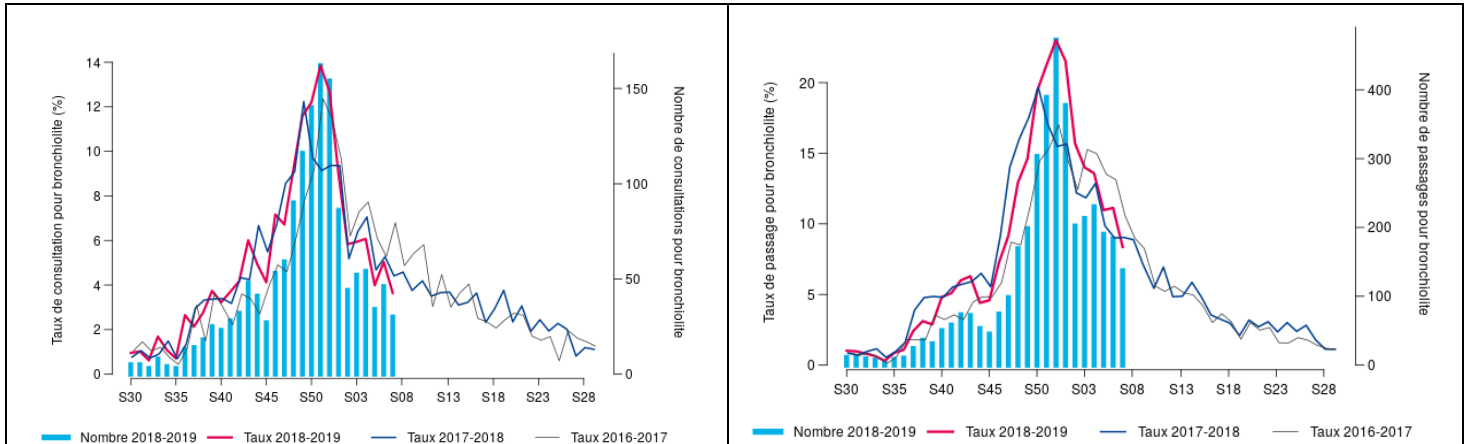 Taux de consultation pour bronchiolite (%)
14
12
10
8
6
4
2
0
150
100
50
0
Nombre de consultations pour bronchiolite
S30 S35 S40 S45 S50 S03 S08 S13 S18 S23 S28
Nombre 2018-2019 Taux 2018-2019 Taux 2017-2018 Taux 2016-2017
Taux de passage pour bronchiolite (%)
20
15
10
5
0
400
300
200
100
0
Nombre de passages pour bronchiolite
S30 S35 S40 S45 S50 S03 S08 S13 S18 S23 S28
Nombre 2018-2019 Taux 2018-2019 Taux 2017-2018 Taux 2016-2017